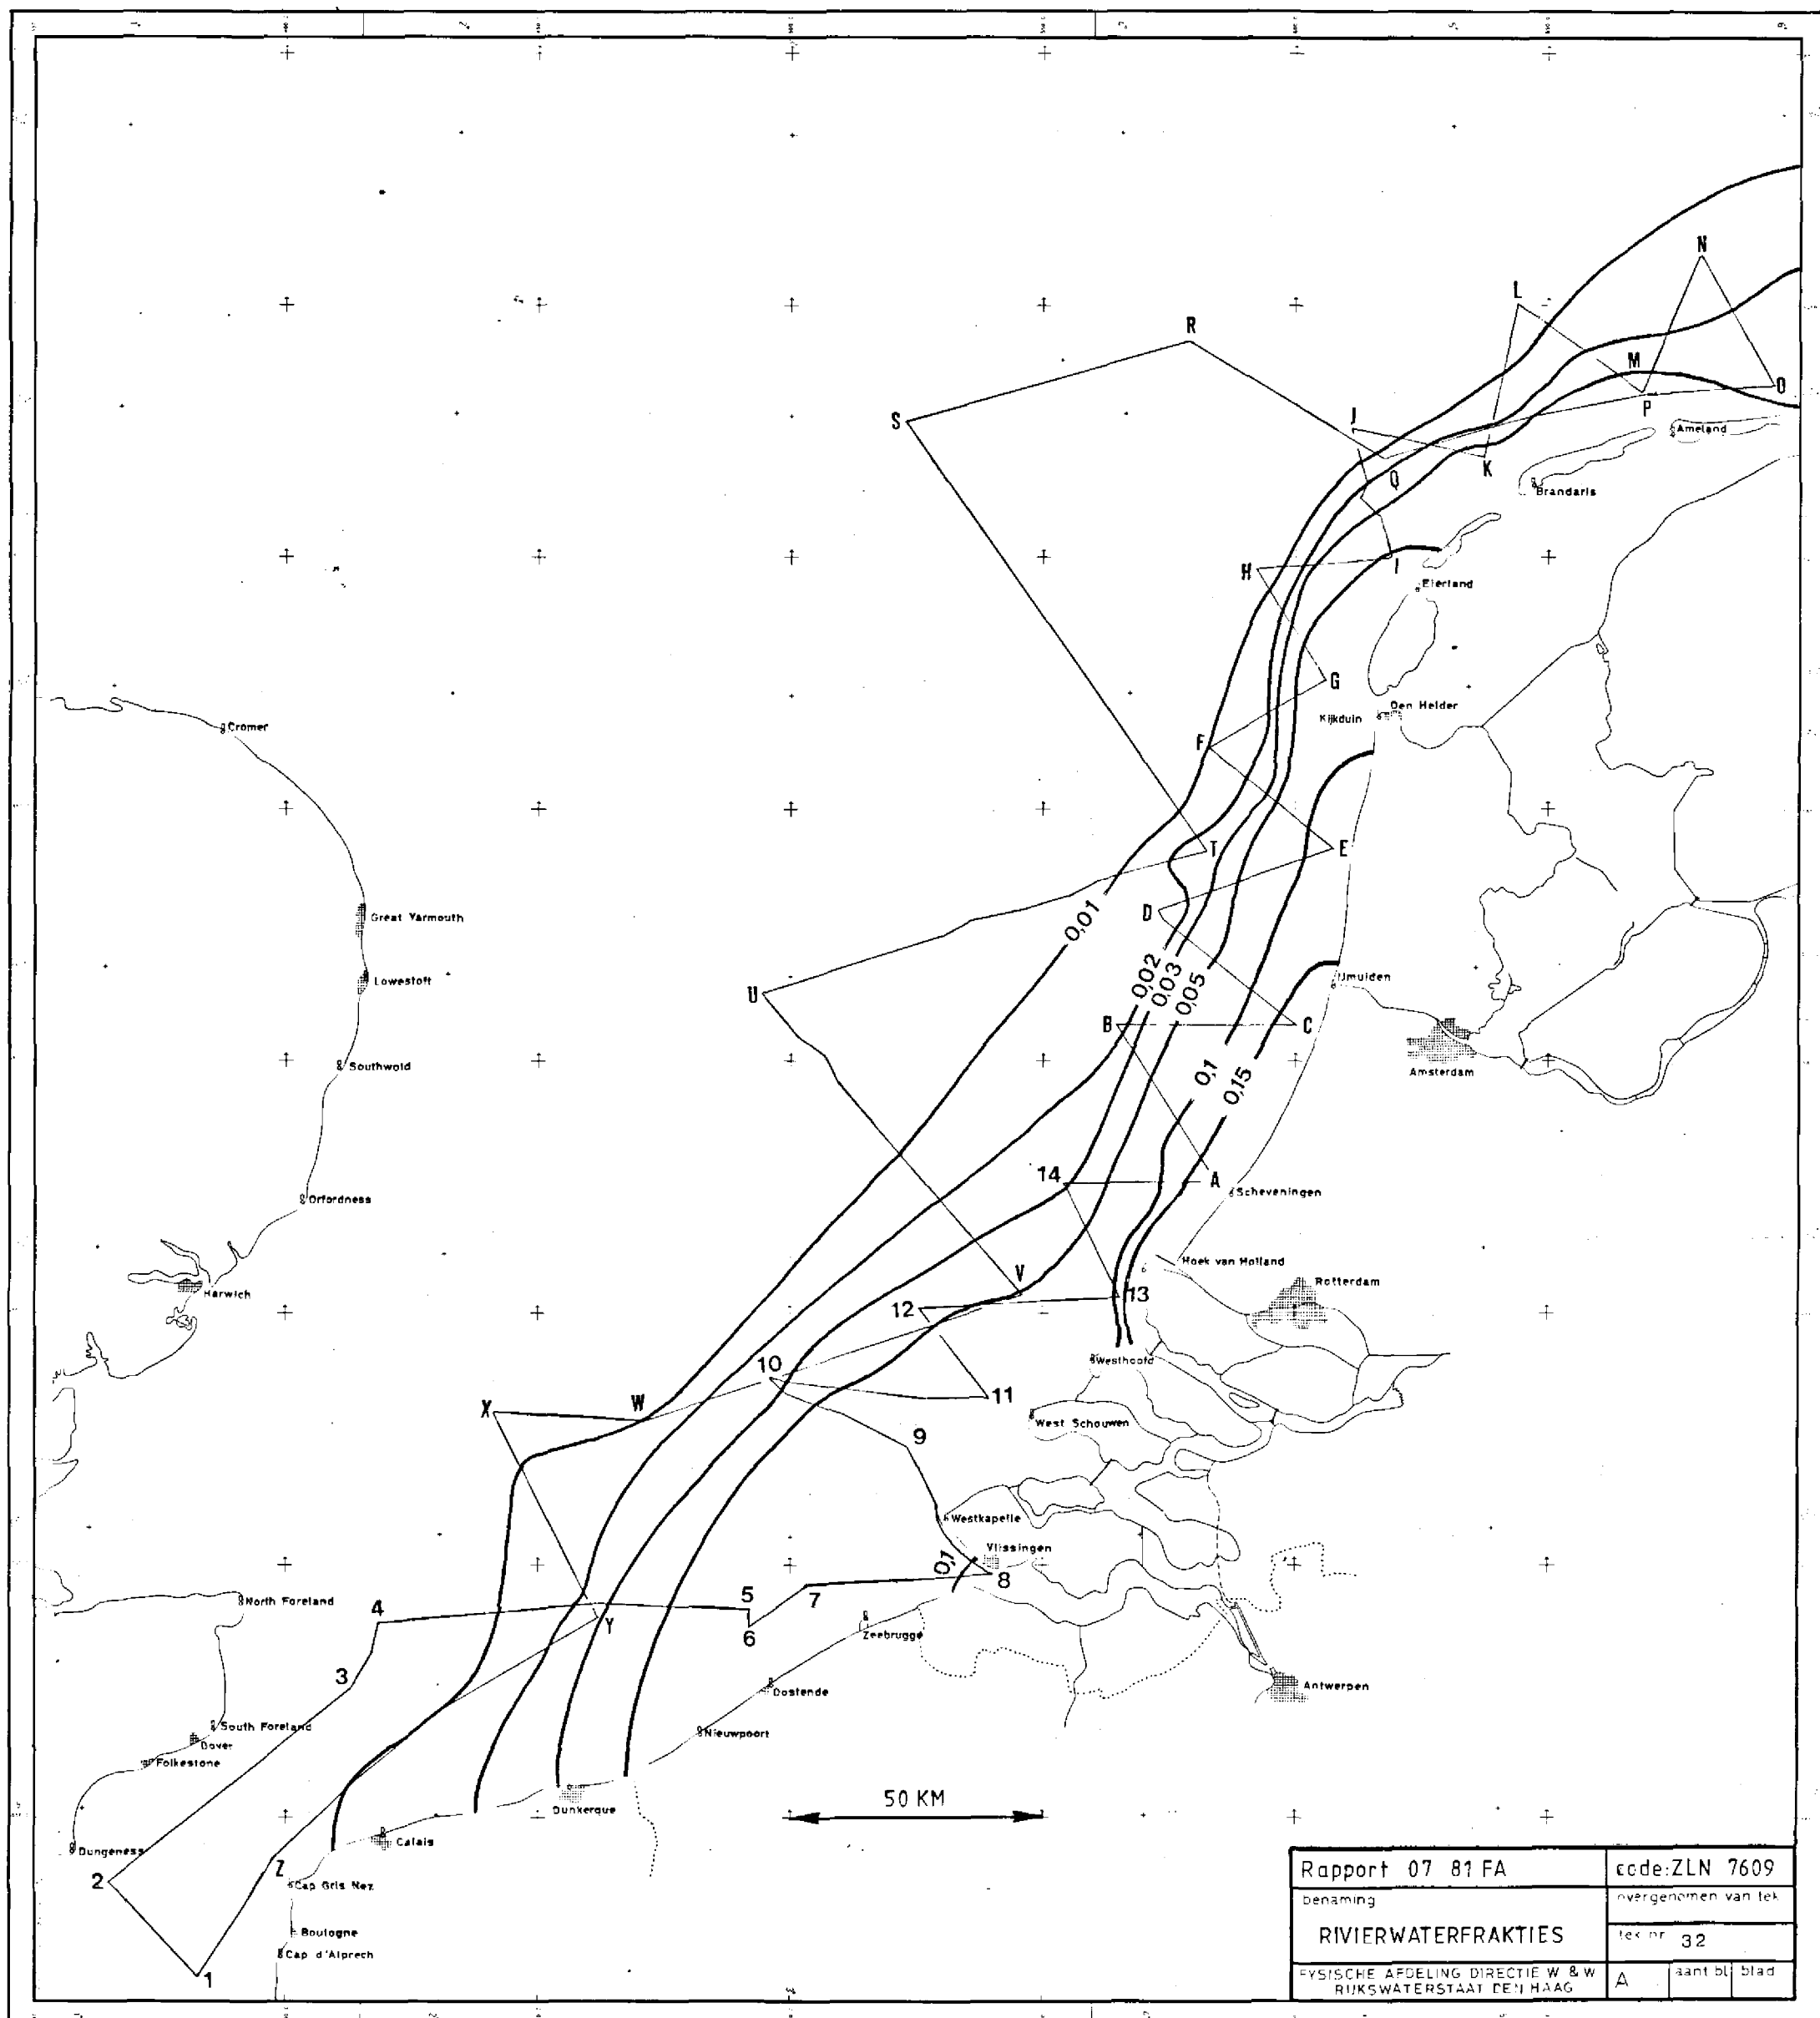 N
L
R
M
O
P
S
J
Ameland
K
Q
Brandaris
H
I
Eierland
G
Den Helder
Kijkduin
Cromer
F
T
E
0,01
D
Great Yarmouth
0,02
0,03
0,05
Lowestoft
IJmuiden
U
B
C
Southwold
0,1
0,15
Amsterdam
14
A
Scheveningen
Orfordness
Hoek van Holland
V
Rotterdam
Harwich
12
13
Westhoofd
10
11
X
W
West Schouwen
9
Westkapelle
Vlissingen
0,1
8
North Foreland
4
5
7
Y
6
Zeebrugge
3
Oostende
Antwerpen
South Foreland
Nieuwpoort
Dover
Folkestone
50 KM
Dunkerque
Calais
Dungeness
Z
2
Cap Gris Nez
Boulogne
Cap d'Alprech
1
Rapport 07 81 FA
code: ZLN 7609
benaming
overgenomen van tek
RIVIERWATERFRAKTIES
tek nr 32
FYSISCHE AFDELING DIRECTIE W & W
RIJKSWATERSTAAT DEN HAAG
A
aant bl
blad